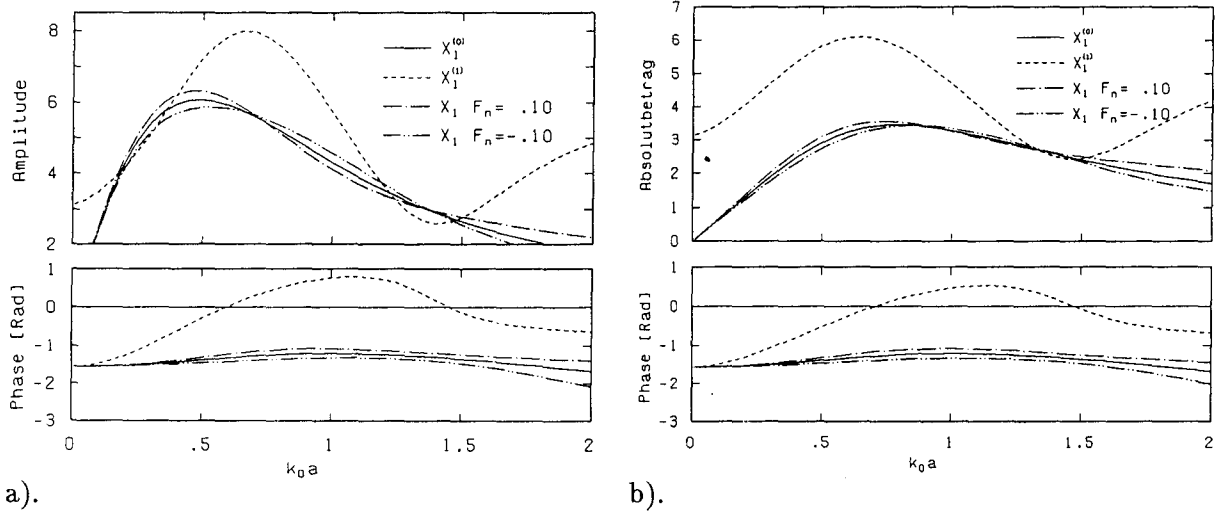 Amplitude
8
6
4
2
X₁⁽⁰⁾
X₁⁽¹⁾
X₁ Fₙ= .10
X₁ Fₙ=-.10
Phase [Rad]
1
0
-1
-2
-3
0 .5 1 1.5 2
k₀a
a).
Absolutbetrag
7
6
5
4
3
2
1
0
X₁⁽⁰⁾
X₁⁽¹⁾
X₁ Fₙ= .10
X₁ Fₙ=-.10
Phase [Rad]
1
0
-1
-2
-3
0 .5 1 1.5 2
k₀a
b).